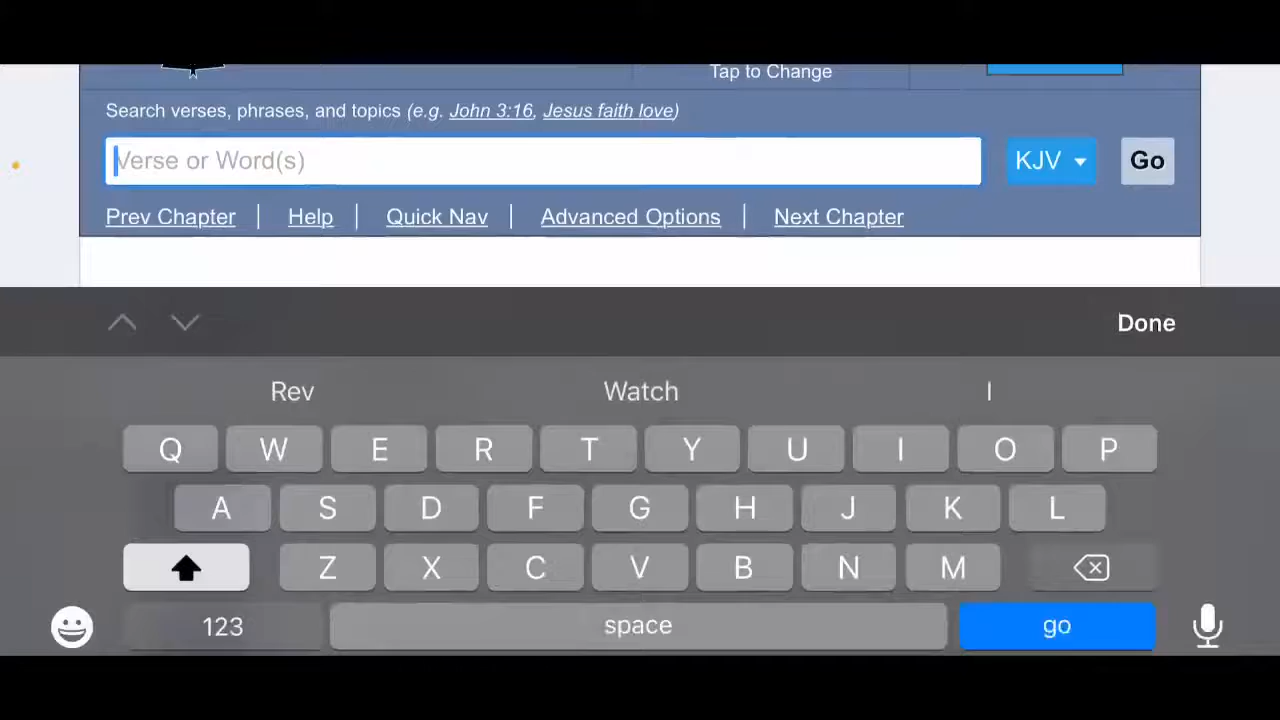 Tap to Change
Search verses, phrases, and topics (e.g. John 3:16, Jesus faith love)
Verse or Word(s) KJV Go
Prev Chapter | Help | Quick Nav | Advanced Options | Next Chapter
Done
Rev Watch I
Q W E R T Y U I O P
A S D F G H J K L
Z X C V B N M
123 space go